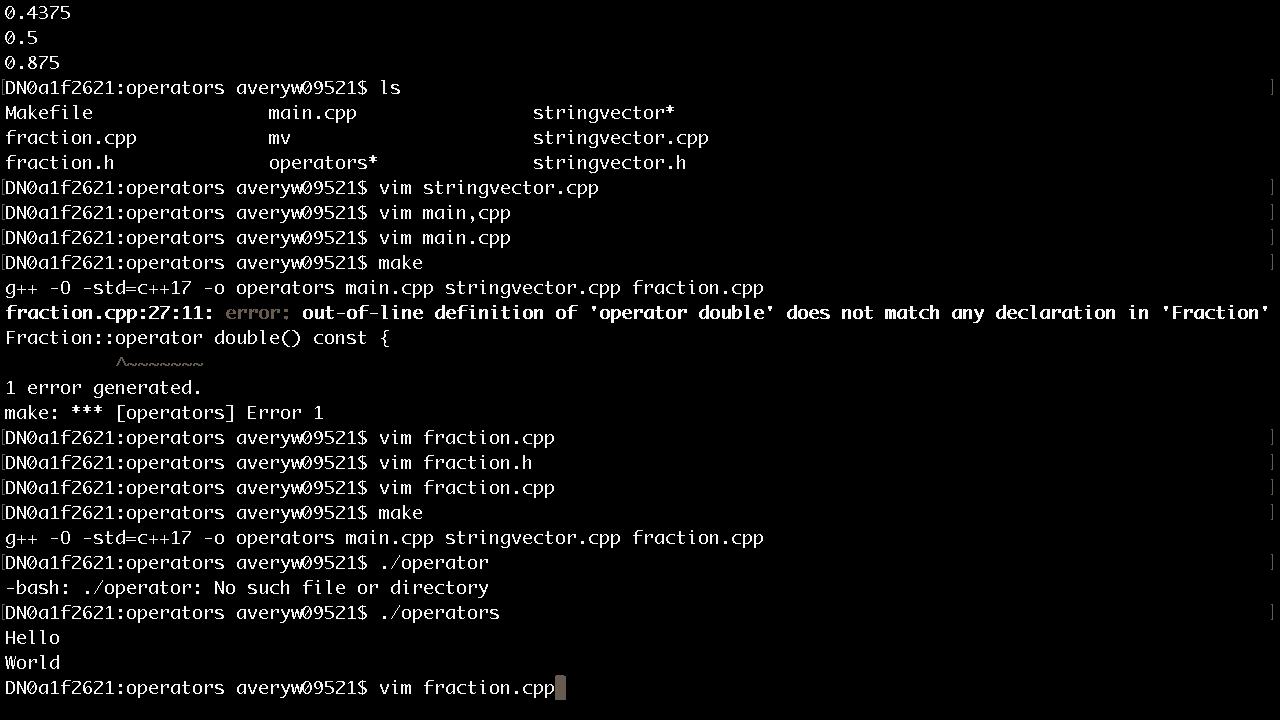 0.4375
0.5
0.875
[DN0a1f2621:operators averyw09521$ ls ]
Makefile main.cpp stringvector*
fraction.cpp mv stringvector.cpp
fraction.h operators* stringvector.h
[DN0a1f2621:operators averyw09521$ vim stringvector.cpp ]
[DN0a1f2621:operators averyw09521$ vim main,cpp ]
[DN0a1f2621:operators averyw09521$ vim main.cpp ]
[DN0a1f2621:operators averyw09521$ make ]
g++ -O -std=c++17 -o operators main.cpp stringvector.cpp fraction.cpp
fraction.cpp:27:11: error: out-of-line definition of 'operator double' does not match any declaration in 'Fraction'
Fraction::operator double() const {
^~~~~~~~
1 error generated.
make: *** [operators] Error 1
[DN0a1f2621:operators averyw09521$ vim fraction.cpp ]
[DN0a1f2621:operators averyw09521$ vim fraction.h ]
[DN0a1f2621:operators averyw09521$ vim fraction.cpp ]
[DN0a1f2621:operators averyw09521$ make ]
g++ -O -std=c++17 -o operators main.cpp stringvector.cpp fraction.cpp
[DN0a1f2621:operators averyw09521$ ./operator ]
-bash: ./operator: No such file or directory
[DN0a1f2621:operators averyw09521$ ./operators ]
Hello
World
DN0a1f2621:operators averyw09521$ vim fraction.cpp